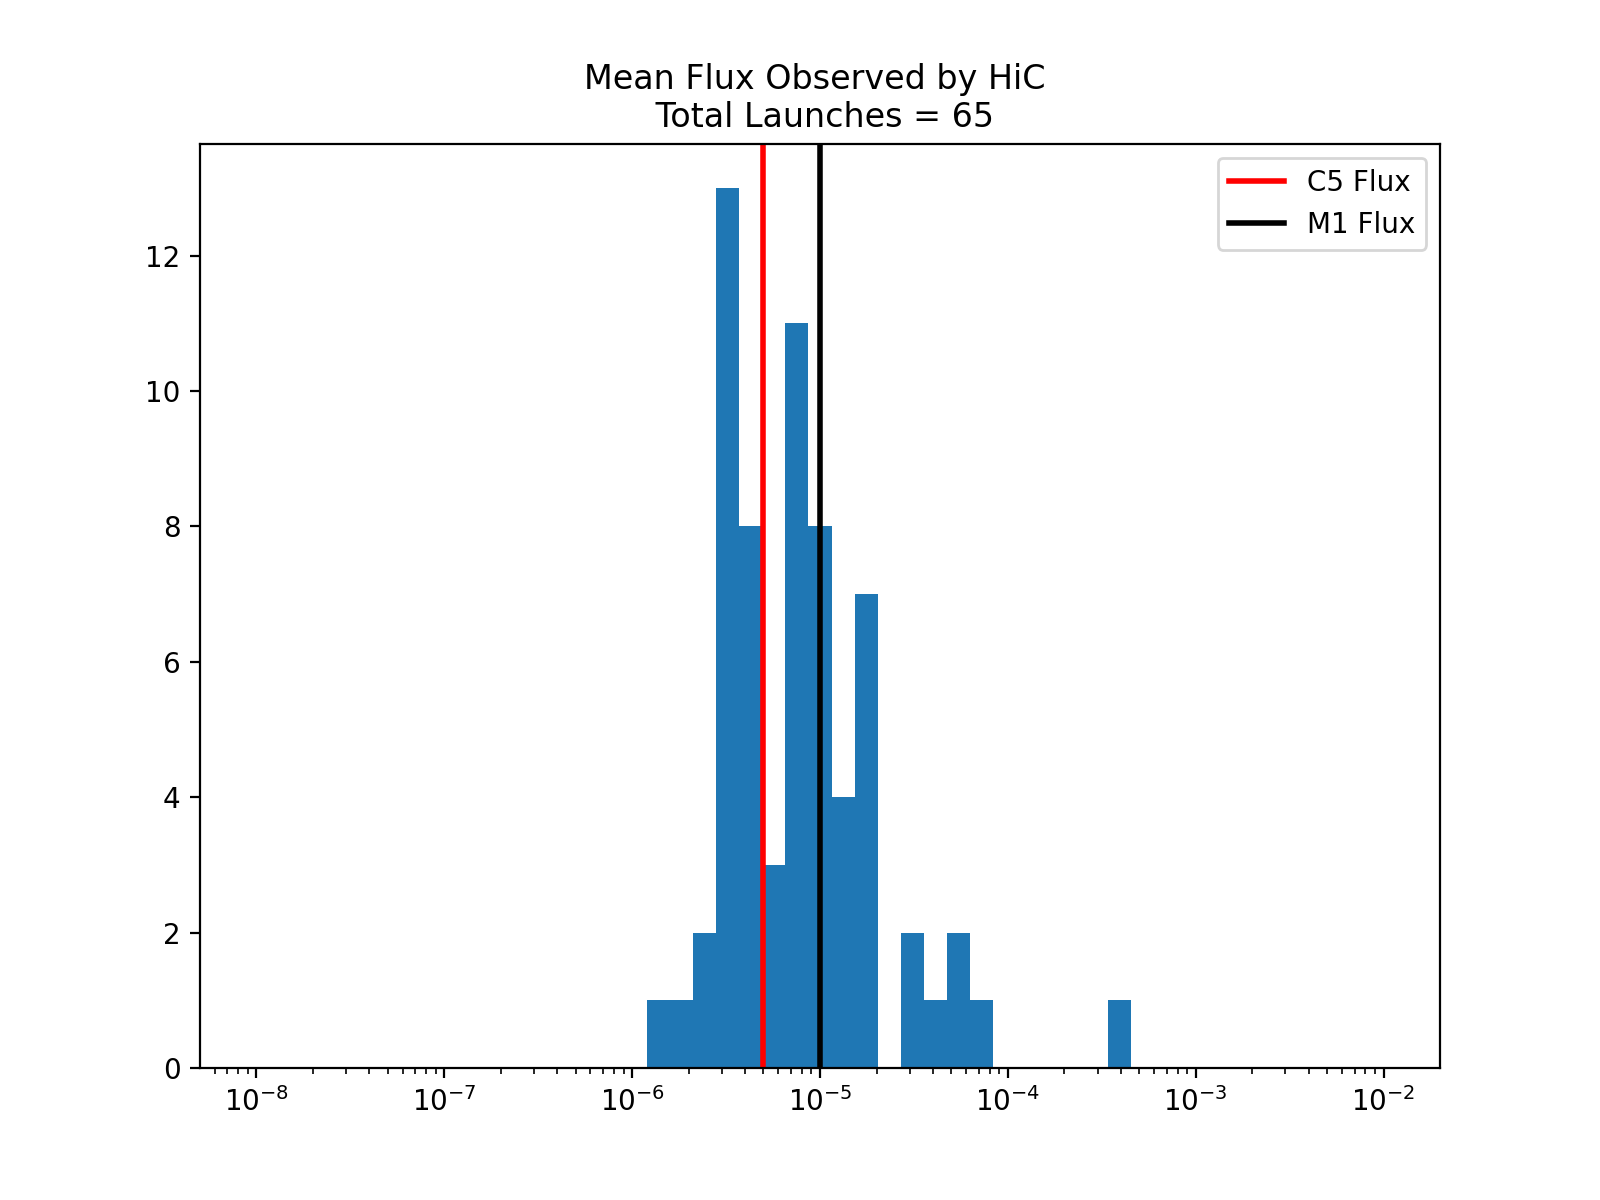 Mean Flux Observed by HiC
Total Launches = 65
C5 Flux
M1 Flux
12
10
8
6
4
2
0
10⁻⁸ 10⁻⁷ 10⁻⁶ 10⁻⁵ 10⁻⁴ 10⁻³ 10⁻²